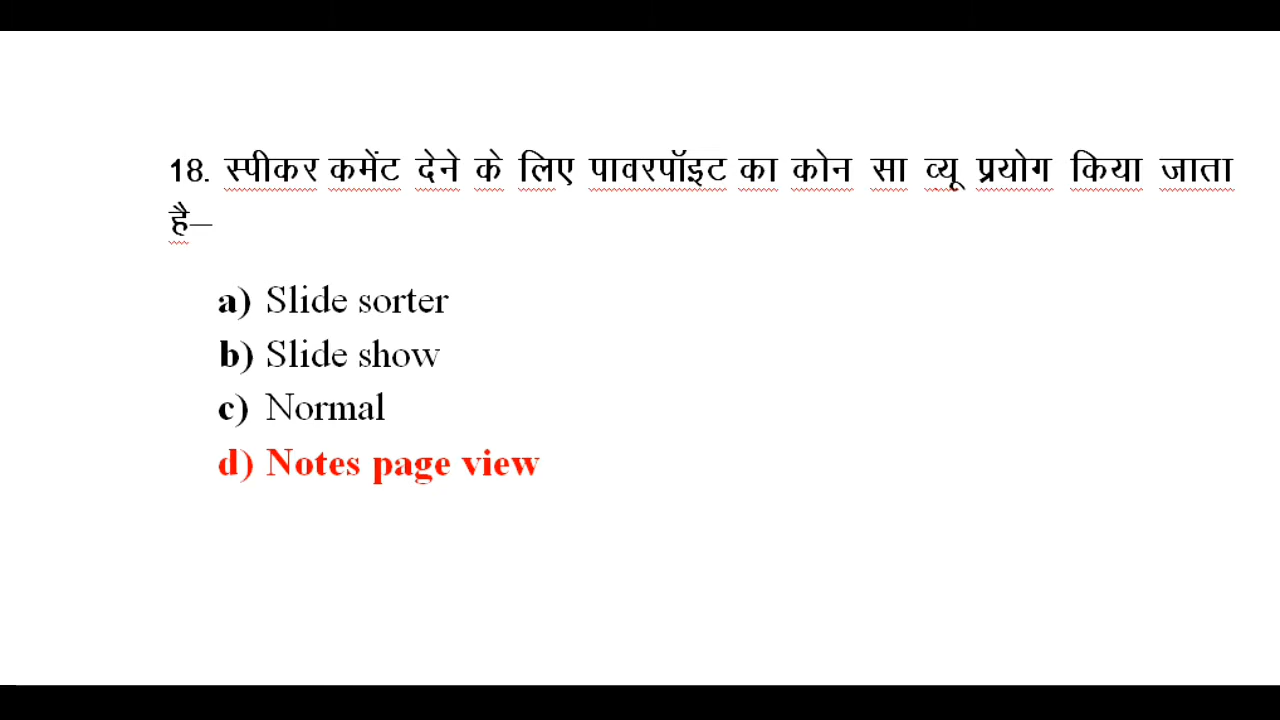 18. स्पीकर कमेंट देने के लिए पावरपॉइट का कोन सा व्यू प्रयोग किया जाता
है–
a) Slide sorter
b) Slide show
c) Normal
d) Notes page view